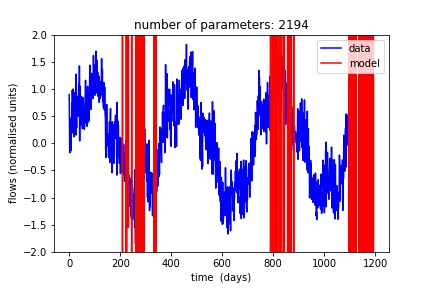 number of parameters: 2194
data
model
flows (normalised units)
2.0
1.5
1.0
0.5
0.0
−0.5
−1.0
−1.5
−2.0
0 200 400 600 800 1000 1200
time (days)